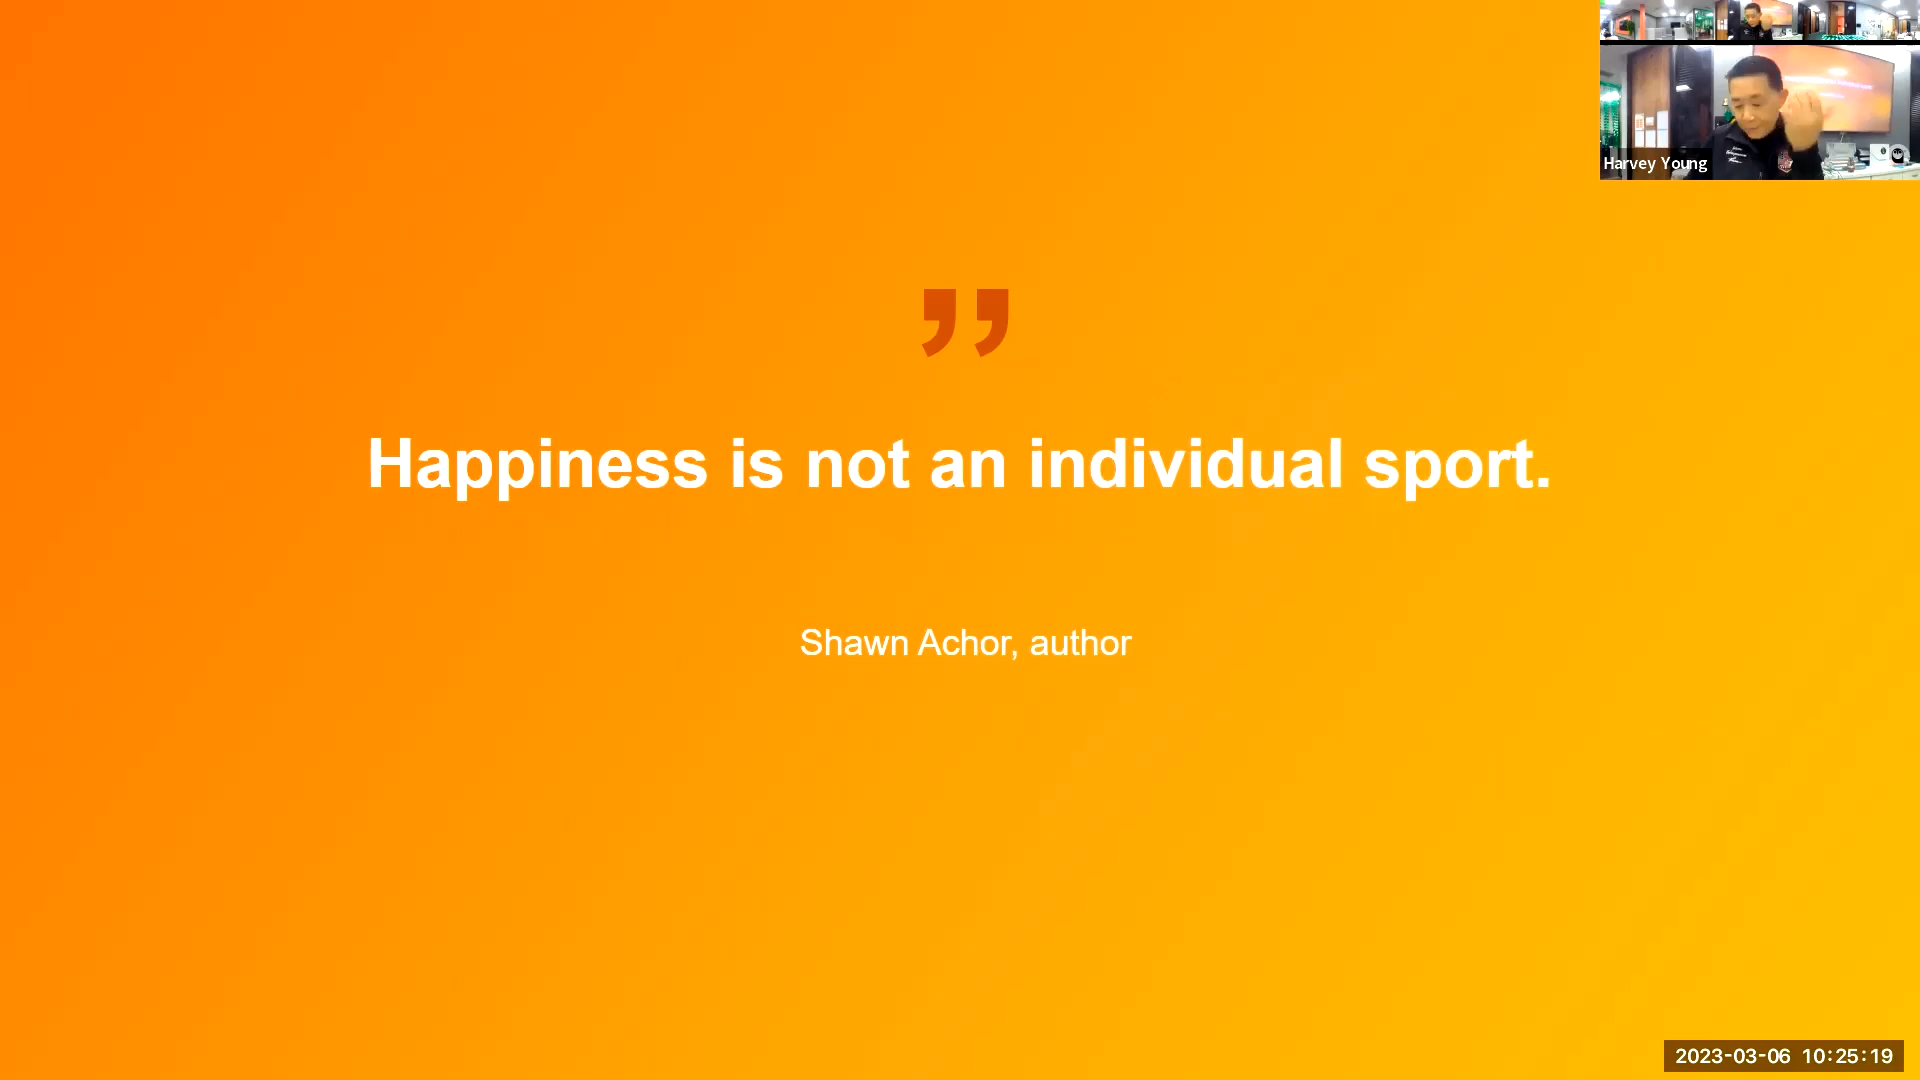 Harvey Young
”
Happiness is not an individual sport.
Shawn Achor, author
2023-03-06 10:25:19